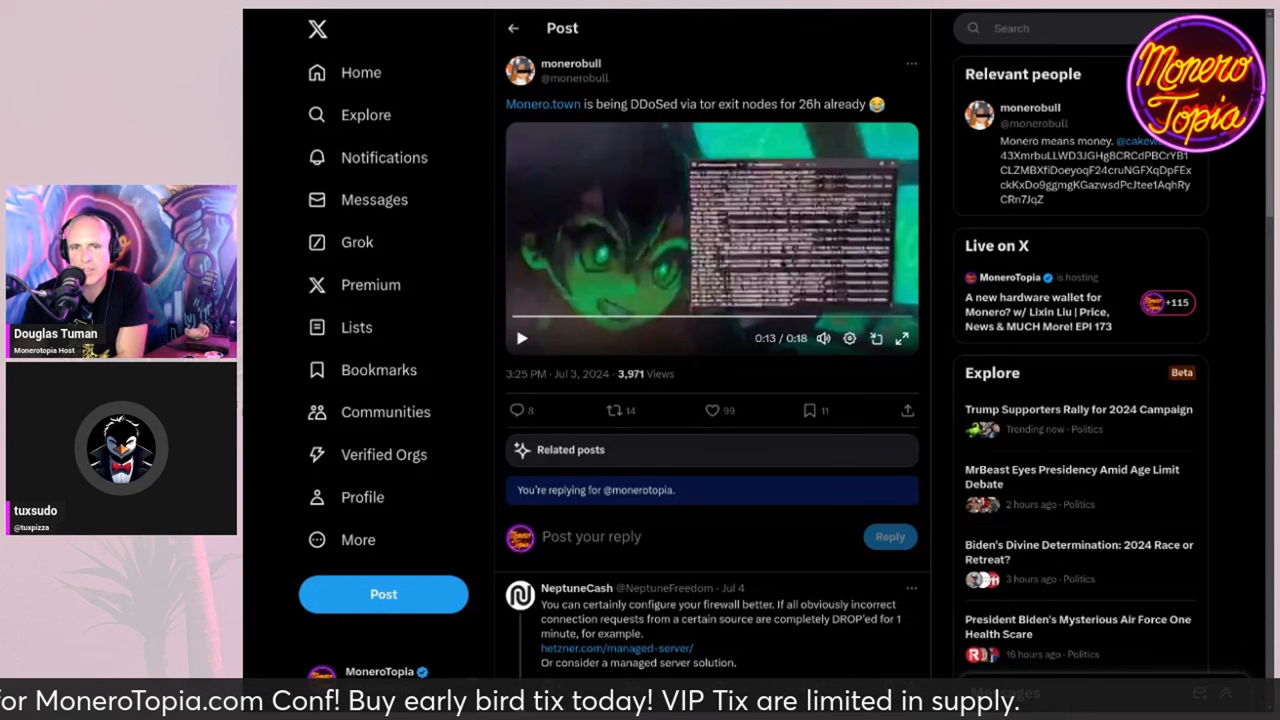 Post
Search
Monero
Topia
Home
Explore
Notifications
Messages
Grok
Premium
Lists
Bookmarks
Communities
Verified Orgs
Profile
More
Post
MoneroTopia
monerobull
@monerobull
Monero.town is being DDoSed via tor exit nodes for 26h already 😂
0:13 / 0:18
3:25 PM · Jul 3, 2024 · 3,971 Views
8
14
99
11
Related posts
You're replying for @monerotopia.
Post your reply
Reply
NeptuneCash @NeptuneFreedom · Jul 4
You can certainly configure your firewall better. If all obviously incorrect
connection requests from a certain source are completely DROP'ed for 1
minute, for example.
hetzner.com/managed-server/
Or consider a managed server solution.
Relevant people
monerobull
@monerobull
Monero means money.
Live on X
MoneroTopia is hosting
A new hardware wallet for
Monero? w/ Lixin Liu | Price,
News & MUCH More! EPI 173
+115
Explore
Beta
Trump Supporters Rally for 2024 Campaign
Trending now · Politics
MrBeast Eyes Presidency Amid Age Limit
Debate
2 hours ago · Politics
Biden's Divine Determination: 2024 Race or
Retreat?
3 hours ago · Politics
President Biden's Mysterious Air Force One
Health Scare
16 hours ago · Politics
Messages
Douglas Tuman
Monerotopia Host
tuxsudo
@tuxpizza
for MoneroTopia.com Conf! Buy early bird tix today! VIP Tix are limited in supply.